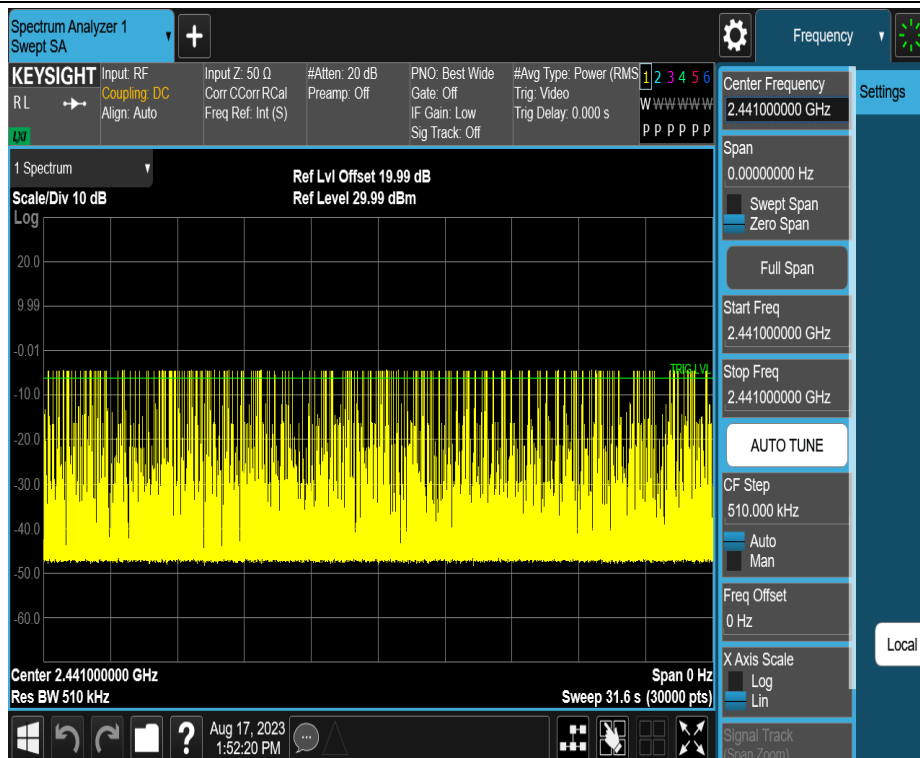 Spectrum Analyzer 1
Swept SA
Frequency
KEYSIGHT
RL
LXI
Input: RF
Coupling: DC
Align: Auto
Input Z: 50 Ω
Corr CCorr RCal
Freq Ref: Int (S)
#Atten: 20 dB
Preamp: Off
PNO: Best Wide
Gate: Off
IF Gain: Low
Sig Track: Off
#Avg Type: Power (RMS
Trig: Video
Trig Delay: 0.000 s
1 2 3 4 5 6
W W W W W W
P P P P P P
Center Frequency
2.441000000 GHz
Settings
Span
0.00000000 Hz
Swept Span
Zero Span
Full Span
Start Freq
2.441000000 GHz
Stop Freq
2.441000000 GHz
AUTO TUNE
CF Step
510.000 kHz
Auto
Man
Freq Offset
0 Hz
X Axis Scale
Log
Lin
Signal Track
(Span Zoom)
Local
1 Spectrum
Scale/Div 10 dB
Log
Ref Lvl Offset 19.99 dB
Ref Level 29.99 dBm
20.0
9.99
-0.01
TRIG LVL
-10.0
-20.0
-30.0
-40.0
-50.0
-60.0
Center 2.441000000 GHz
Res BW 510 kHz
Span 0 Hz
Sweep 31.6 s (30000 pts)
?
Aug 17, 2023
1:52:20 PM